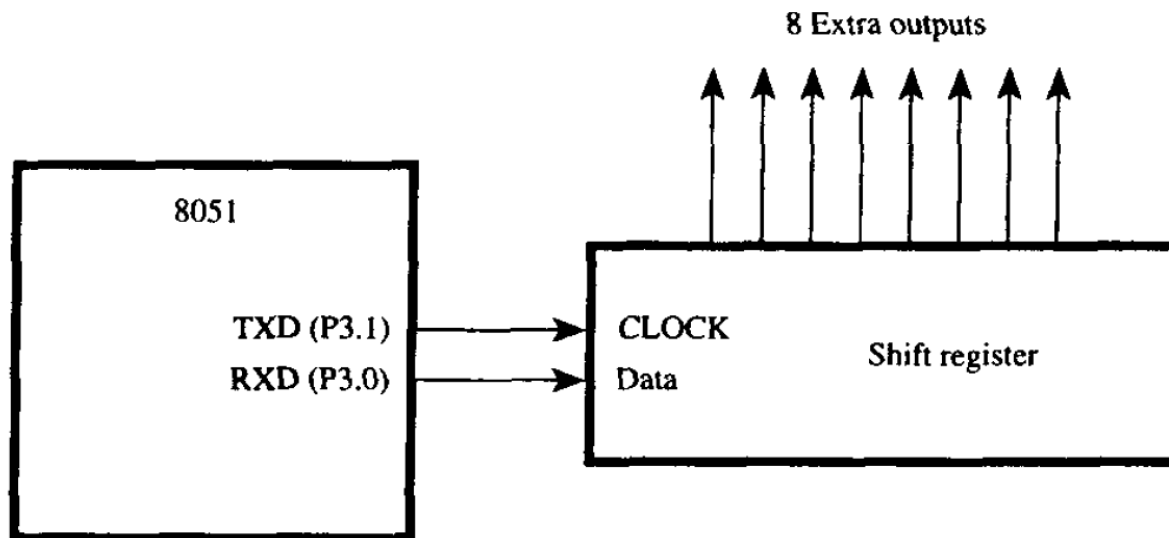 8 Extra outputs
8051
TXD (P3.1)
CLOCK
Shift register
RXD (P3.0)
Data